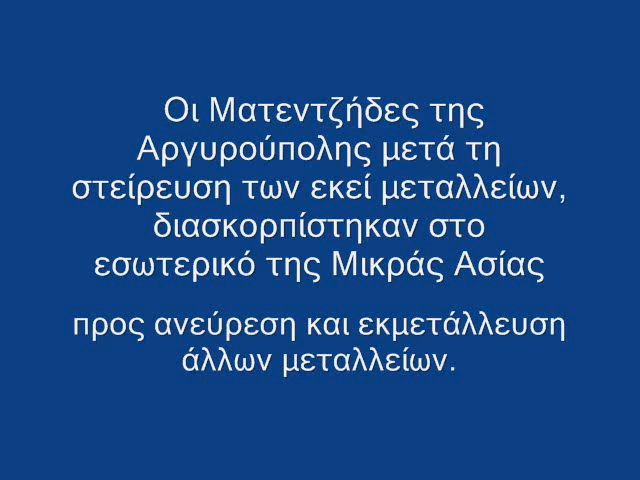 Οι Ματεντζήδες της
Αργυρούπολης μετά τη
στείρευση των εκεί μεταλλείων,
διασκορπίστηκαν στο
εσωτερικό της Μικράς Ασίας
προς ανεύρεση και εκμετάλλευση
άλλων μεταλλείων.